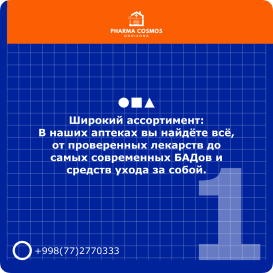 PHARMA COSMOS
Широкий ассортимент:
В наших аптеках вы найдёте всё,
от проверенных лекарств до
самых современных БАДов и
средств ухода за собой.
1
+998(77)2770333